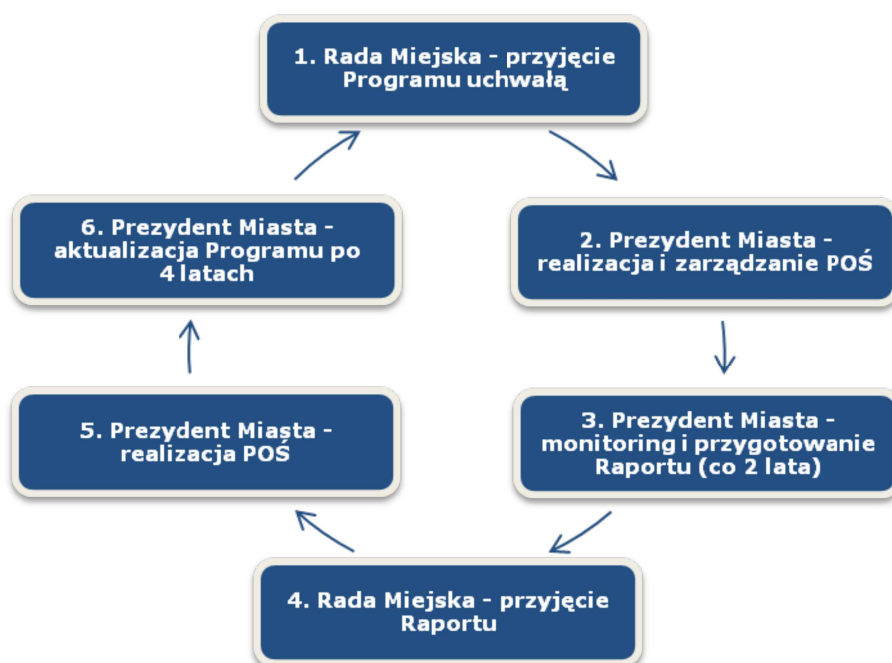 1. Rada Miejska - przyjęcie
Programu uchwałą
2. Prezydent Miasta -
realizacja i zarządzanie POŚ
3. Prezydent Miasta -
monitoring i przygotowanie
Raportu (co 2 lata)
4. Rada Miejska - przyjęcie
Raportu
5. Prezydent Miasta -
realizacja POŚ
6. Prezydent Miasta -
aktualizacja Programu po
4 latach